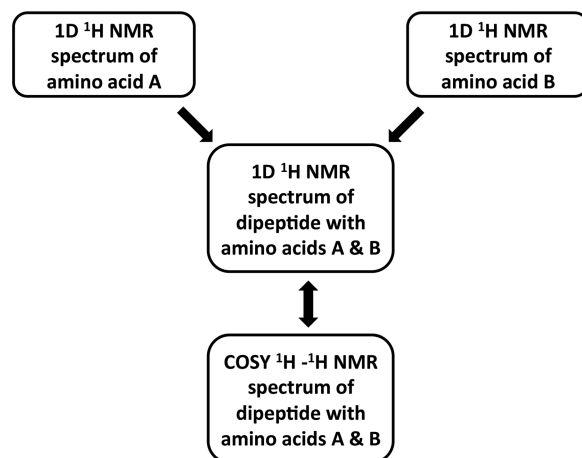 1D ¹H NMR
spectrum of
amino acid A
1D ¹H NMR
spectrum of
amino acid B
1D ¹H NMR
spectrum of
dipeptide with
amino acids A & B
COSY ¹H -¹H NMR
spectrum of
dipeptide with
amino acids A & B